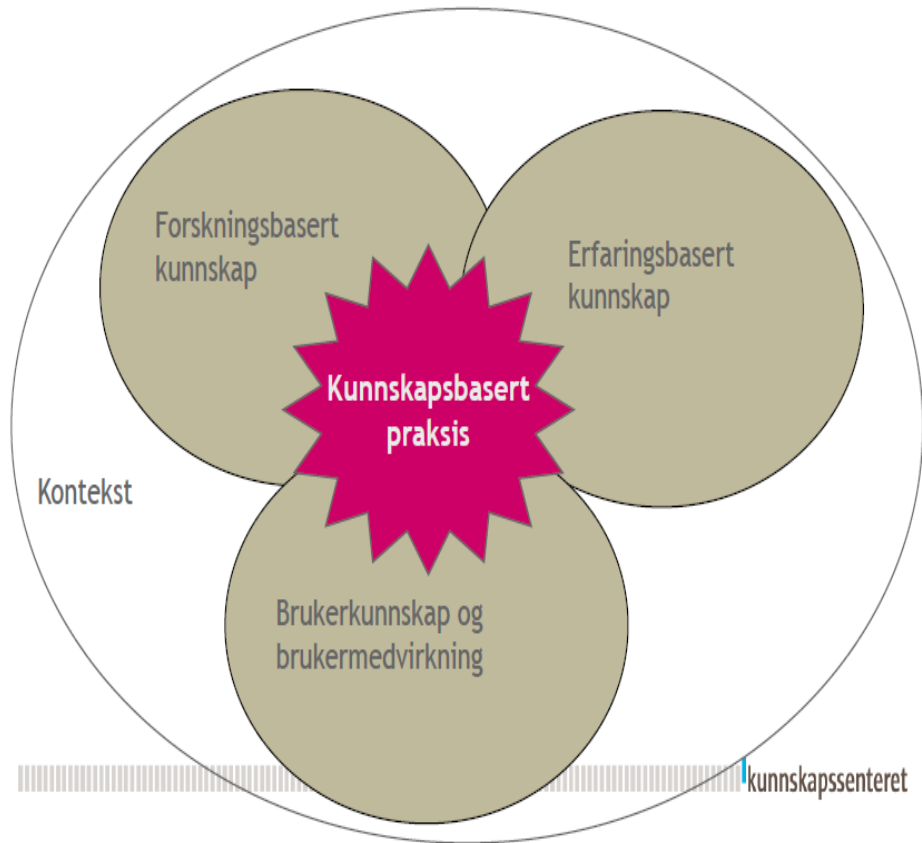 Forskningsbasert
kunnskap
Erfaringsbasert
kunnskap
Kunnskapsbasert
praksis
Kontekst
Brukerkunnskap og
brukermedvirkning
kunnskapssenteret